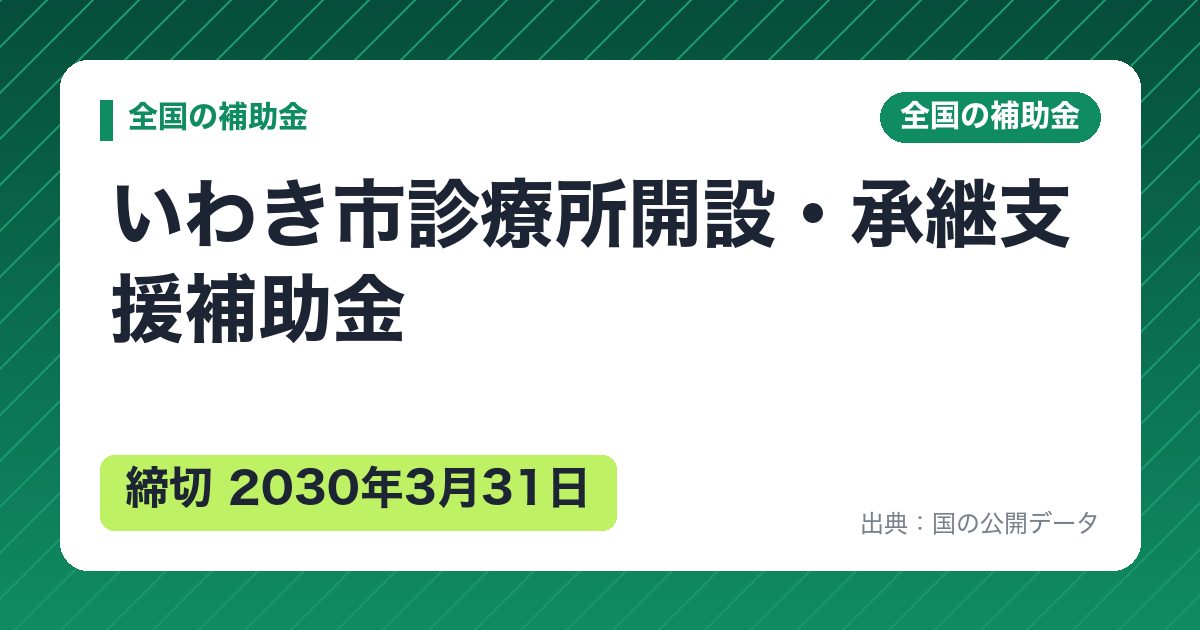 全国の補助金
全国の補助金
いわき市診療所開設・承継支
援補助金
締切 2030年3月31日
出典：国の公開データ